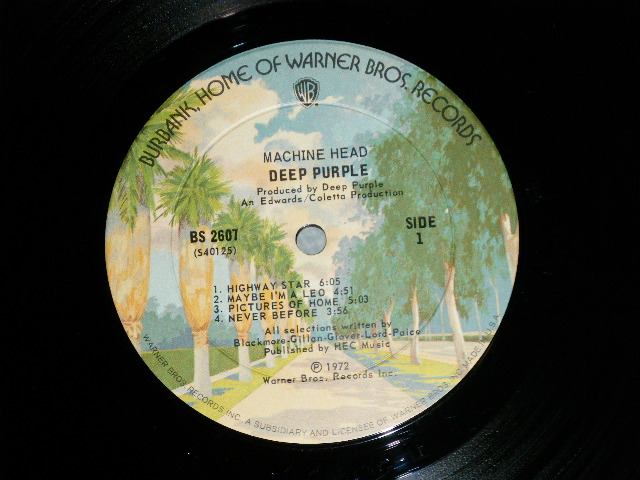 BURBANK, HOME OF WARNER BROS. RECORDS
WB
MACHINE HEAD
DEEP PURPLE
Produced by Deep Purple
An Edwards/Coletta Production
BS 2607
(S40125)
SIDE
1
1. HIGHWAY STAR 6:05
2. MAYBE I'M A LEO 4:51
3. PICTURES OF HOME 5:03
4. NEVER BEFORE 3:56
All selections written by
Blackmore-Gillan-Glover-Lord-Paice
Published by HEC Music
Ⓟ 1972
Warner Bros. Records Inc.
WARNER BROS. RECORDS INC., A SUBSIDIARY AND LICENSEE OF WARNER BROS. INC. MADE IN U.S.A.